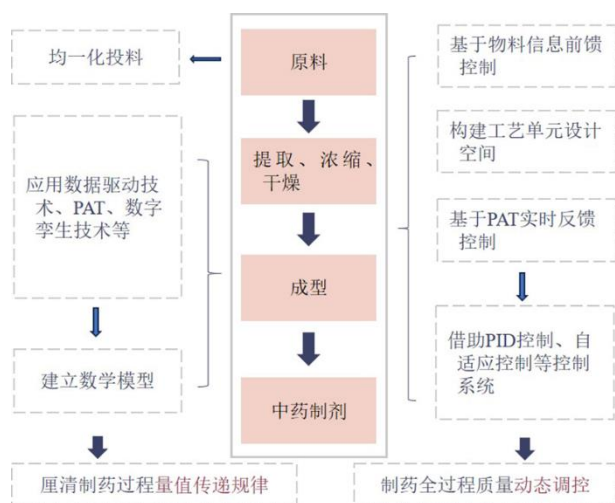 均一化投料
应用数据驱动技
术、PAT、数字
孪生技术等
建立数学模型
厘清制药过程量值传递规律
原料
提取、浓缩、
干燥
成型
中药制剂
基于物料信息前馈
控制
构建工艺单元设计
空间
基于PAT实时反馈
控制
借助PID控制、自
适应控制等控制
系统
制药全过程质量动态调控